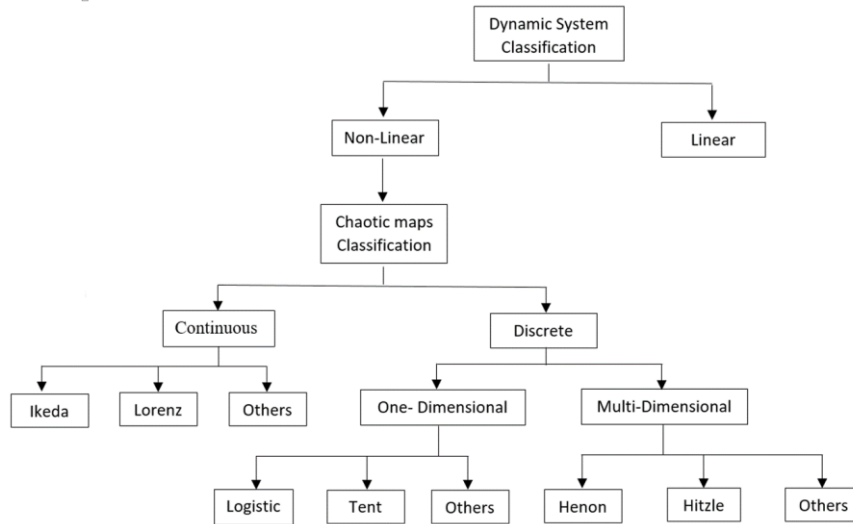 Dynamic System
Classification
Non-Linear
Linear
Chaotic maps
Classification
Continuous
Discrete
Ikeda
Lorenz
Others
One- Dimensional
Multi-Dimensional
Logistic
Tent
Others
Henon
Hitzle
Others